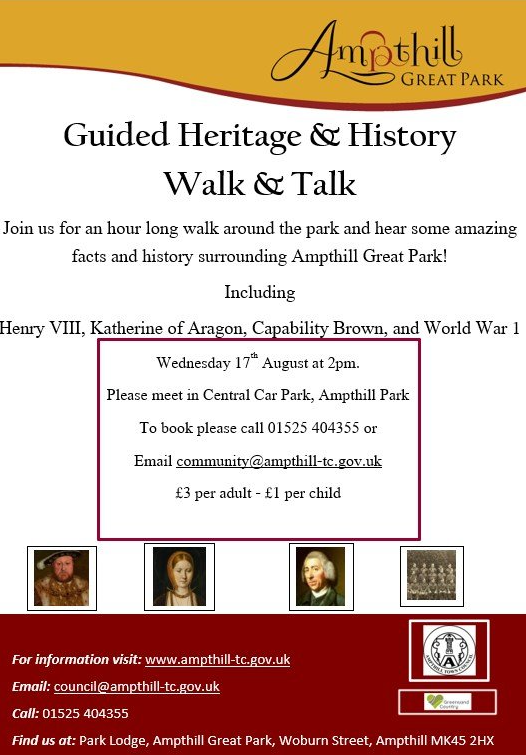 Ampthill
GREAT PARK
Guided Heritage & History
Walk & Talk
Join us for an hour long walk around the park and hear some amazing
facts and history surrounding Ampthill Great Park!
Including
Henry VIII, Katherine of Aragon, Capability Brown, and World War 1
Wednesday 17th August at 2pm.
Please meet in Central Car Park, Ampthill Park
To book please call 01525 404355 or
Email community@ampthill-tc.gov.uk
£3 per adult - £1 per child
For information visit: www.ampthill-tc.gov.uk
Email: council@ampthill-tc.gov.uk
Call: 01525 404355
Find us at: Park Lodge, Ampthill Great Park, Woburn Street, Ampthill MK45 2HX
AMPTHILL TOWN COUNCIL
Greensand
Country